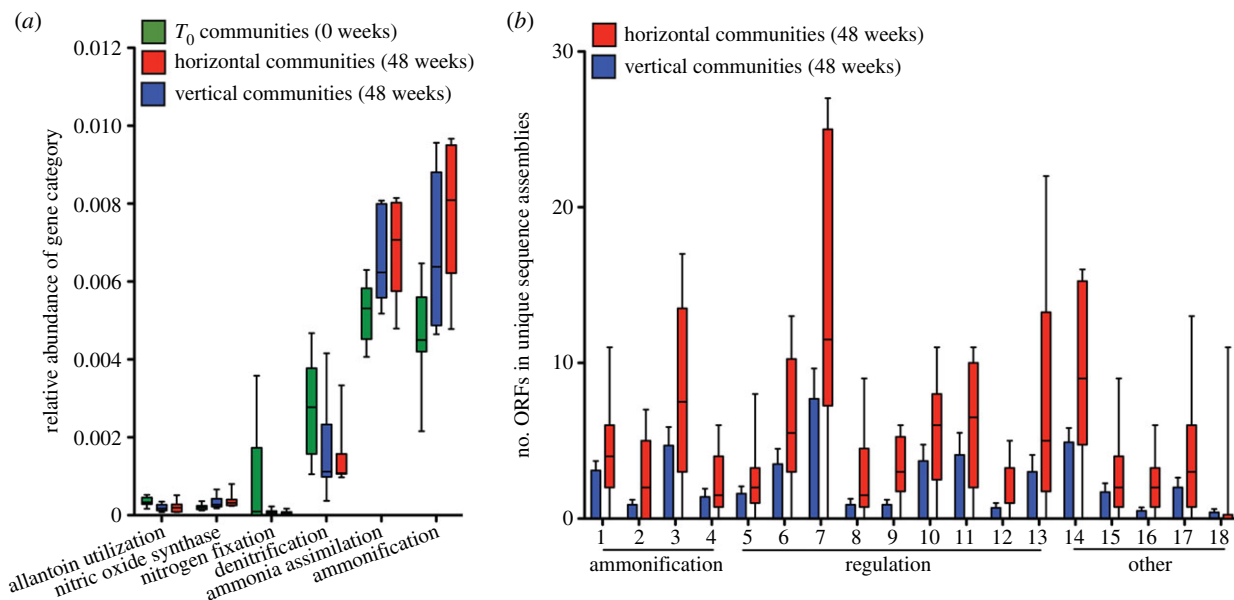 (a)
T0 communities (0 weeks)
horizontal communities (48 weeks)
vertical communities (48 weeks)
relative abundance of gene category
0.012
0.010
0.008
0.006
0.004
0.002
0
allantoin utilization
nitric oxide synthase
nitrogen fixation
denitrification
ammonia assimilation
ammonification
(b)
horizontal communities (48 weeks)
vertical communities (48 weeks)
no. ORFs in unique sequence assemblies
30
20
10
0
1 2 3 4 5 6 7 8 9 10 11 12 13 14 15 16 17 18
ammonification regulation other